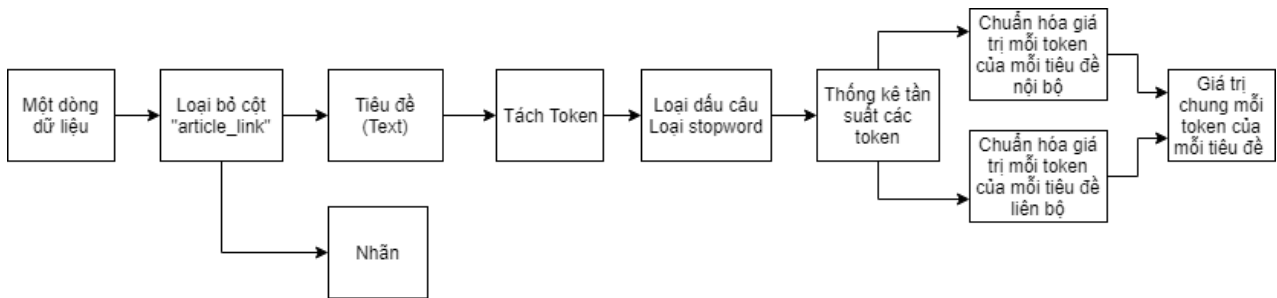 Một dòng
dữ liệu
Loại bỏ cột
"article_link"
Tiêu đề
(Text)
Nhãn
Tách Token
Loại dấu câu
Loại stopword
Thống kê tần
suất các
token
Chuẩn hóa giá
trị mỗi token
của mỗi tiêu đề
nội bộ
Chuẩn hóa giá
trị mỗi token
của mỗi tiêu đề
liên bộ
Giá trị
chung mỗi
token của
mỗi tiêu đề